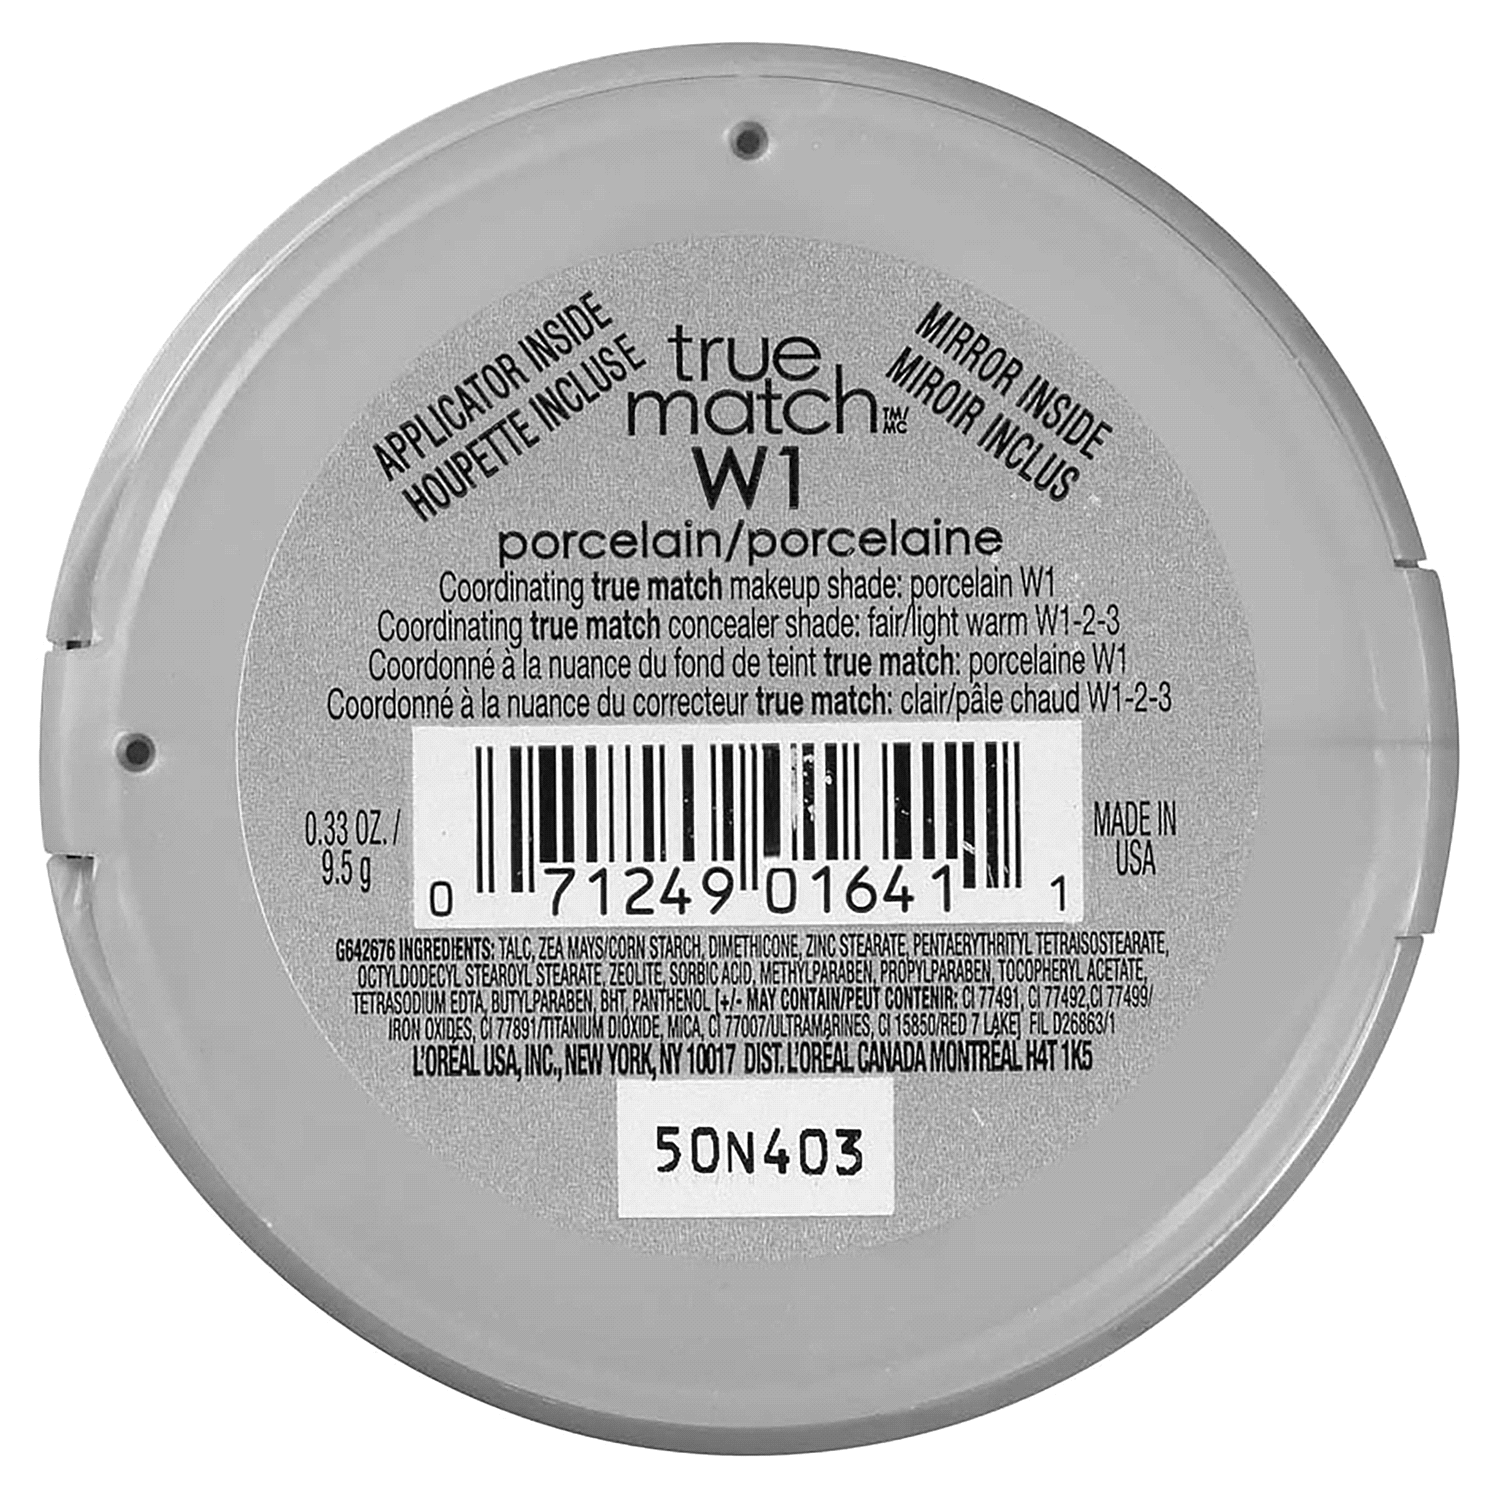 APPLICATOR INSIDE
HOUPETTE INCLUSE
true
match TM/
MC
MIRROR INSIDE
MIROIR INCLUS
W1
porcelain/porcelaine
Coordinating true match makeup shade: porcelain W1
Coordinating true match concealer shade: fair/light warm W1-2-3
Coordonné à la nuance du fond de teint true match: porcelaine W1
Coordonné à la nuance du correcteur true match: clair/pâle chaud W1-2-3
0.33 OZ. /
9.5 g
0 71249 01641 1
MADE IN
USA
G642676 INGREDIENTS: TALC, ZEA MAYS/CORN STARCH, DIMETHICONE, ZINC STEARATE, PENTAERYTHRITYL TETRAISOSTEARATE,
OCTYLDODECYL STEAROYL STEARATE, ZEOLITE, SORBIC ACID, METHYLPARABEN, PROPYLPARABEN, TOCOPHERYL ACETATE,
TETRASODIUM EDTA, BUTYLPARABEN, BHT, PANTHENOL [+/- MAY CONTAIN/PEUT CONTENIR: CI 77491, CI 77492,CI 77499/
IRON OXIDES, CI 77891/TITANIUM DIOXIDE, MICA, CI 77007/ULTRAMARINES, CI 15850/RED 7 LAKE] FIL D26863/1
L'ORÉAL USA, INC., NEW YORK, NY 10017 DIST. L'ORÉAL CANADA MONTRÉAL H4T 1K5
50N403